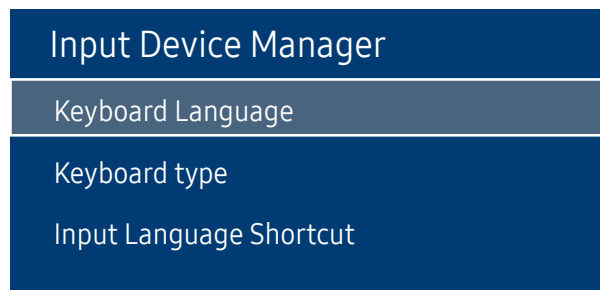 Input Device Manager
Keyboard Language
Keyboard type
Input Language Shortcut